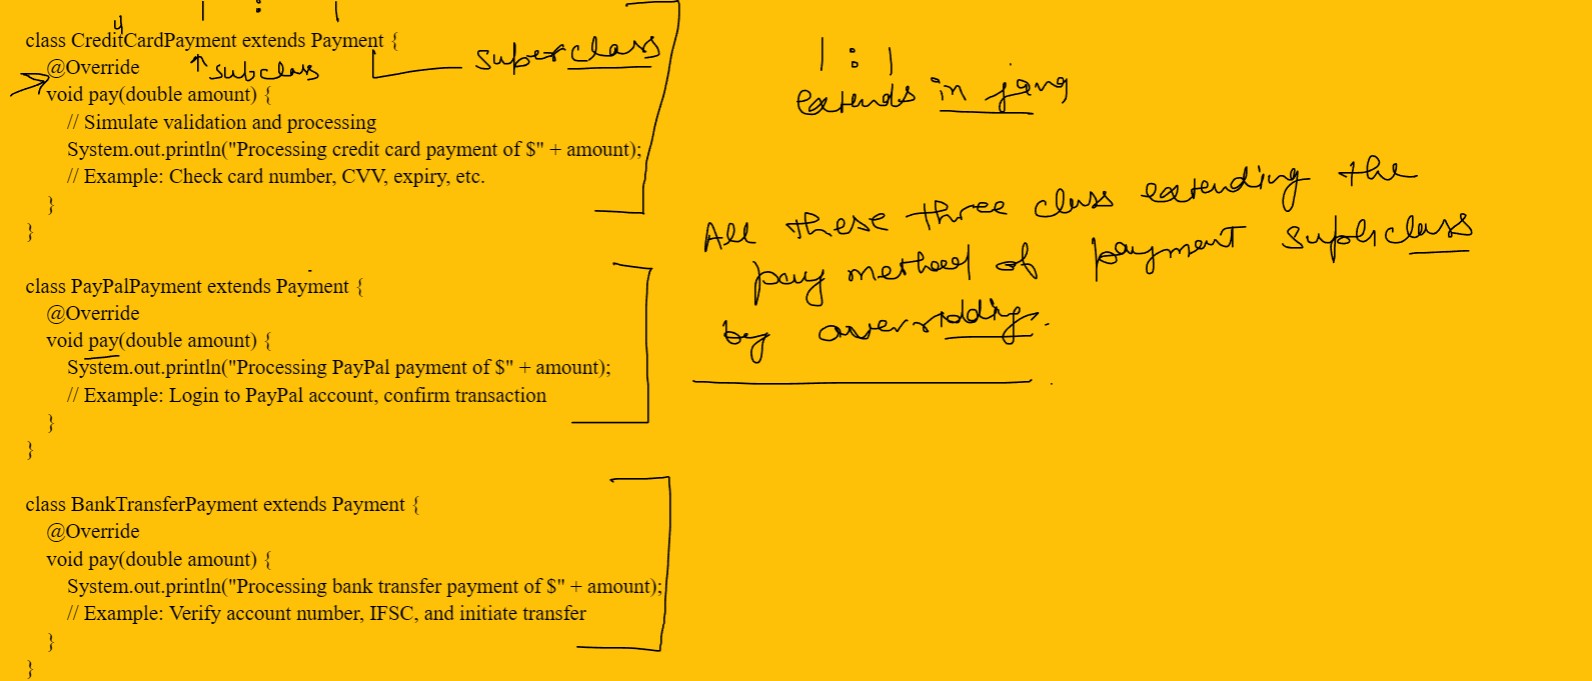 1 : 1
class CreditCardPayment extends Payment {
@Override
subclass
superclass
void pay(double amount) {
// Simulate validation and processing
System.out.println("Processing credit card payment of $" + amount);
// Example: Check card number, CVV, expiry, etc.
}
}
class PayPalPayment extends Payment {
@Override
void pay(double amount) {
System.out.println("Processing PayPal payment of $" + amount);
// Example: Login to PayPal account, confirm transaction
}
}
class BankTransferPayment extends Payment {
@Override
void pay(double amount) {
System.out.println("Processing bank transfer payment of $" + amount);
// Example: Verify account number, IFSC, and initiate transfer
}
}
1 : 1
extends in
All these three class extending the
pay method of payment class
by